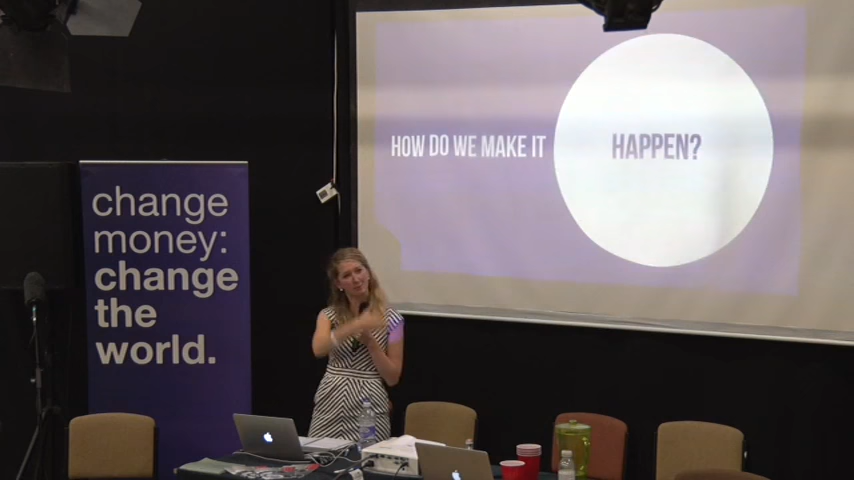 HOW DO WE MAKE IT HAPPEN?
change
money:
change
the
world.